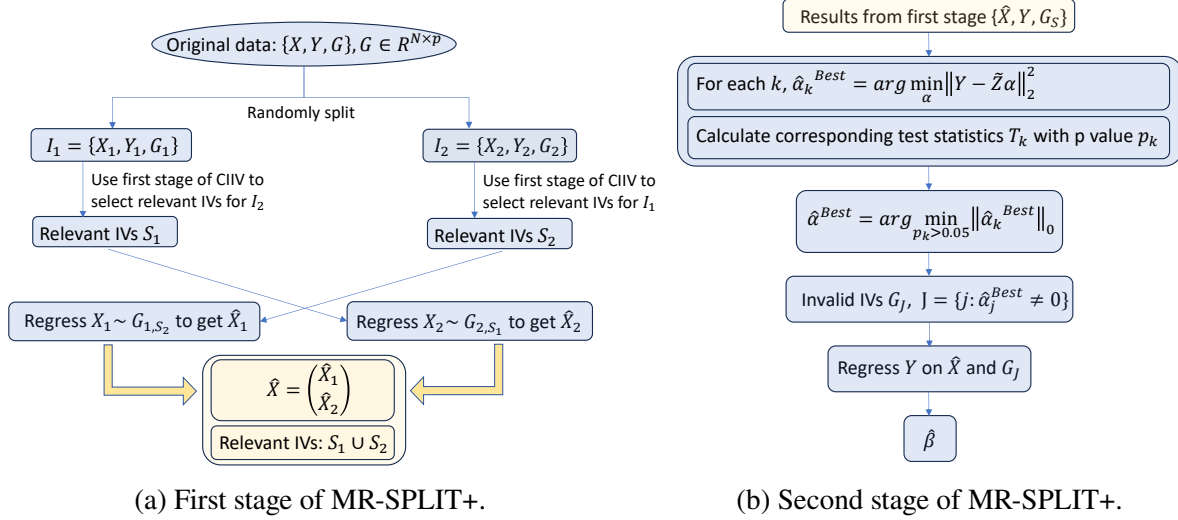 Original data: {X, Y, G}, G ∈ R^{N×p}
Randomly split
I_1 = {X_1, Y_1, G_1}
I_2 = {X_2, Y_2, G_2}
Use first stage of CIIV to
select relevant IVs for I_2
Use first stage of CIIV to
select relevant IVs for I_1
Relevant IVs S_1
Relevant IVs S_2
Regress X_1 ~ G_{1,S_2} to get X̂_1
Regress X_2 ~ G_{2,S_1} to get X̂_2
X̂ = (X̂_1
X̂_2)
Relevant IVs: S_1 ∪ S_2
(a) First stage of MR-SPLIT+.
Results from first stage {X̂, Y, G_S}
For each k, α̂_k^{Best} = arg min_α ‖Y − Z̃α‖_2^2
Calculate corresponding test statistics T_k with p value p_k
α̂^{Best} = arg min_{p_k>0.05} ‖α̂_k^{Best}‖_0
Invalid IVs G_J, J = {j: α̂_j^{Best} ≠ 0}
Regress Y on X̂ and G_J
β̂
(b) Second stage of MR-SPLIT+.